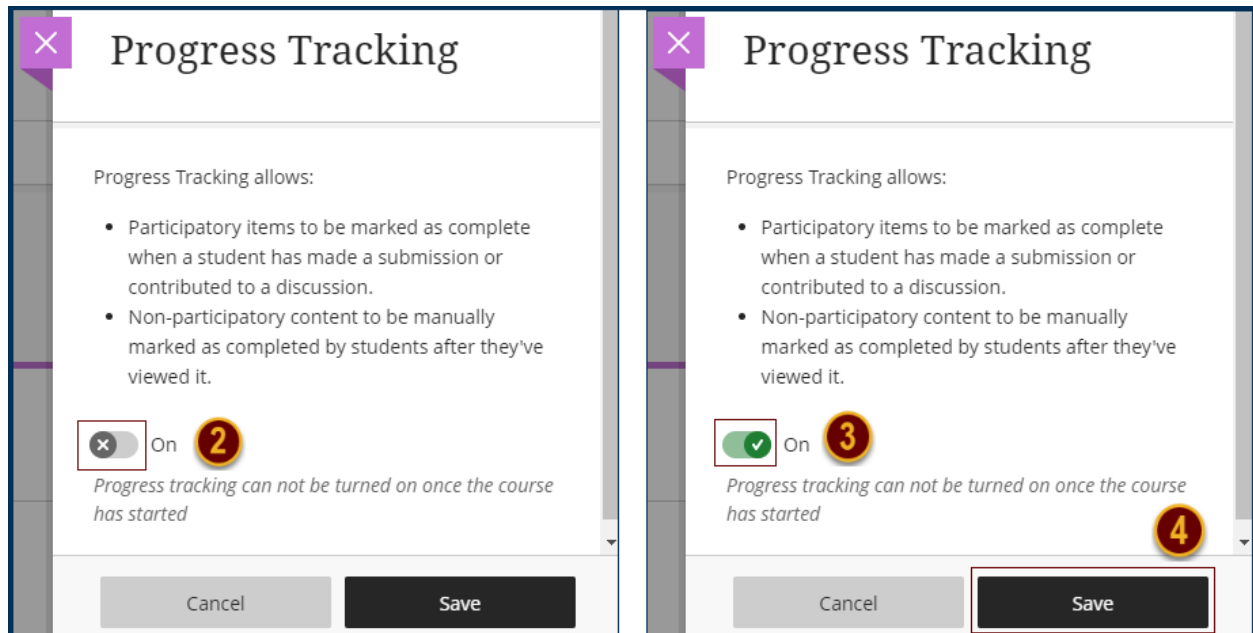 Progress Tracking
Progress Tracking allows:
• Participatory items to be marked as complete
when a student has made a submission or
contributed to a discussion.
• Non-participatory content to be manually
marked as completed by students after they've
viewed it.
On 2
Progress tracking can not be turned on once the course
has started
Cancel Save
Progress Tracking
Progress Tracking allows:
• Participatory items to be marked as complete
when a student has made a submission or
contributed to a discussion.
• Non-participatory content to be manually
marked as completed by students after they've
viewed it.
On 3
Progress tracking can not be turned on once the course
has started
4
Cancel Save